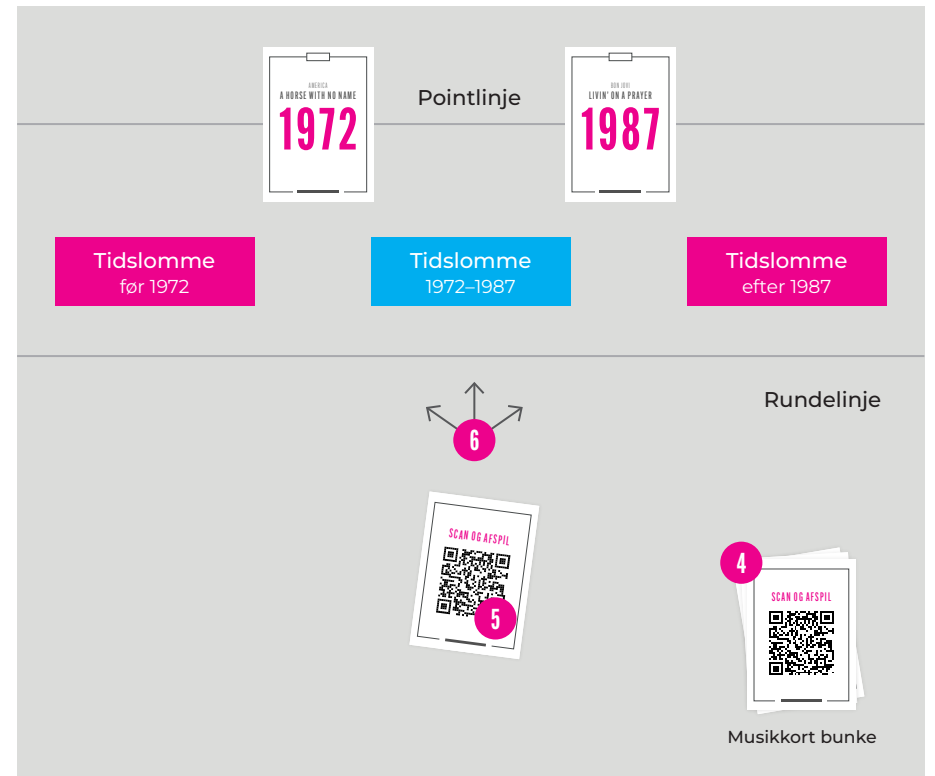 AMERICA
A HORSE WITH NO NAME
1972
Pointlinje
BON JOVI
LIVIN' ON A PRAYER
1987
Tidslomme
før 1972
Tidslomme
1972–1987
Tidslomme
efter 1987
Rundelinje
6
SCAN OG AFSPIL
5
4
SCAN OG AFSPIL
Musikkort bunke